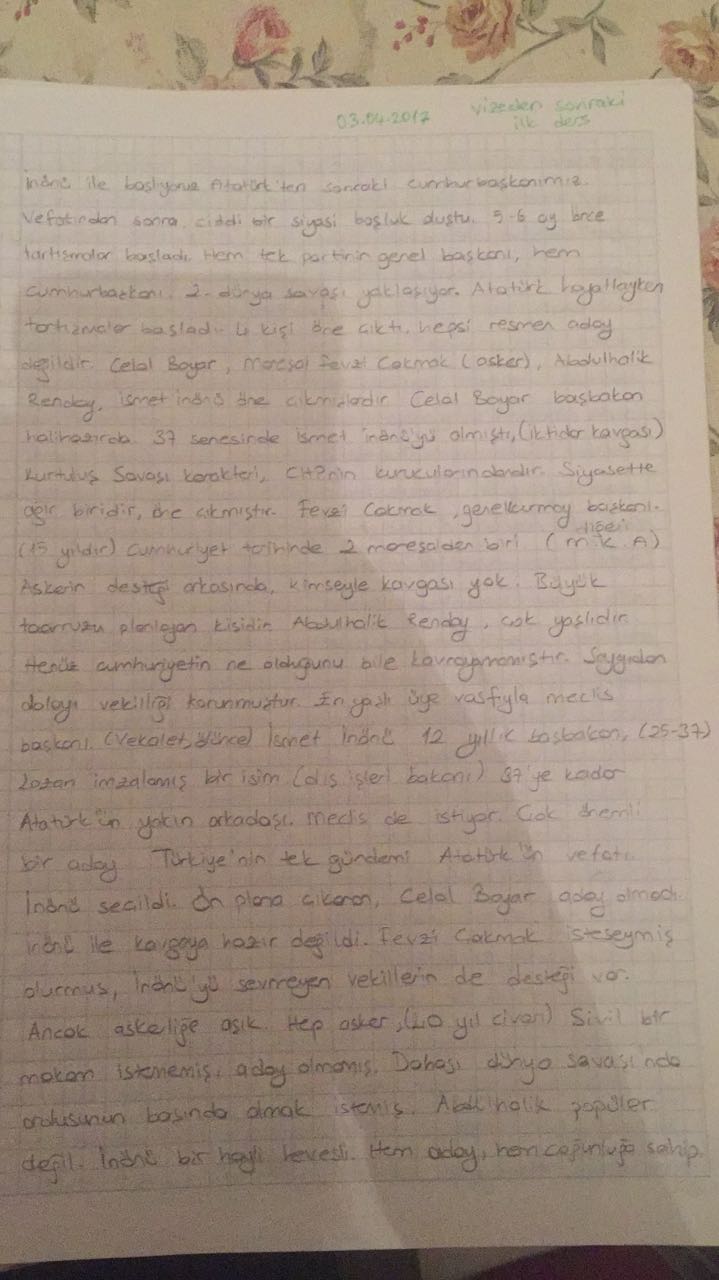 03.04.2017 vizeden sonraki
ilk ders
İnönü ile başlıyoruz Atatürk'ten sonraki cumhurbaşkanımız.
Vefatından sonra ciddi bir siyasi boşluk duştu. 5-6 ay önce
tartışmalar başladı. Hem tek partinin genel başkanı, hem
cumhurbaşkanı. 2. dünya savaşı yaklaşıyor. Atatürk hayattayken
tartışmalar başladı. 4 kişi öne çıktı, hepsi resmen aday
değildir. Celal Bayar, Mareşal Fevzi Çakmak (asker), Abdulhalik
Renday, ismet inönü öne çıkmışlardır Celal Bayar başbakan
halihazırda. 37 senesinde ismet inönü'yü almıştı, (iktidar kavgası)
Kurtuluş Savaşı karakteri, CHP'nin kurucularındandır. Siyasette
ağır biridir, öne çıkmıştır. Fevzi Çakmak, genelkurmay başkanı.
(15 yıldır) cumhuriyet tarihinde 2 mareşalden biri (diğeri m.k.A)
Askerin desteği arkasında, kimseyle kavgası yok. Büyük
taarruzu planlayan kişidir. Abdulhalik Renday, çok yaşlıdır.
Henüz cumhuriyetin ne olduğunu bile kavrayamamıştır. Saygıdan
dolayı vekilliği korunmuştur. En yaşlı üye vasfıyla meclis
başkanı. (vekalet, önce) İsmet İnönü 12 yıllık başbakan, (25-37)
Lozan imzalamış bir isim (dış işleri bakanı) 37'ye kadar
Atatürk'ün yakın arkadaşı. Meclis de istiyor. Çok önemli
bir aday Türkiye'nin tek gündemi Atatürk'ün vefatı.
İnönü seçildi. Ön plana çıkaran, Celal Bayar aday olmadı.
İnönü ile kavgaya hazır değildi. Fevzi Çakmak isteseymiş
olurmuş, İnönü'yü sevmeyen vekillerin de desteği var.
Ancak askerliğe aşık. Hep asker, (40 yıl civarı) Sivil bir
makam istememiş, aday olmamış. Dahası dünya savaşında
ordusunun başında olmak istemiş. Abdulhalik popüler
değil. İnönü bir hayli hevesli. Hem aday, hem çoğunluğa sahip.